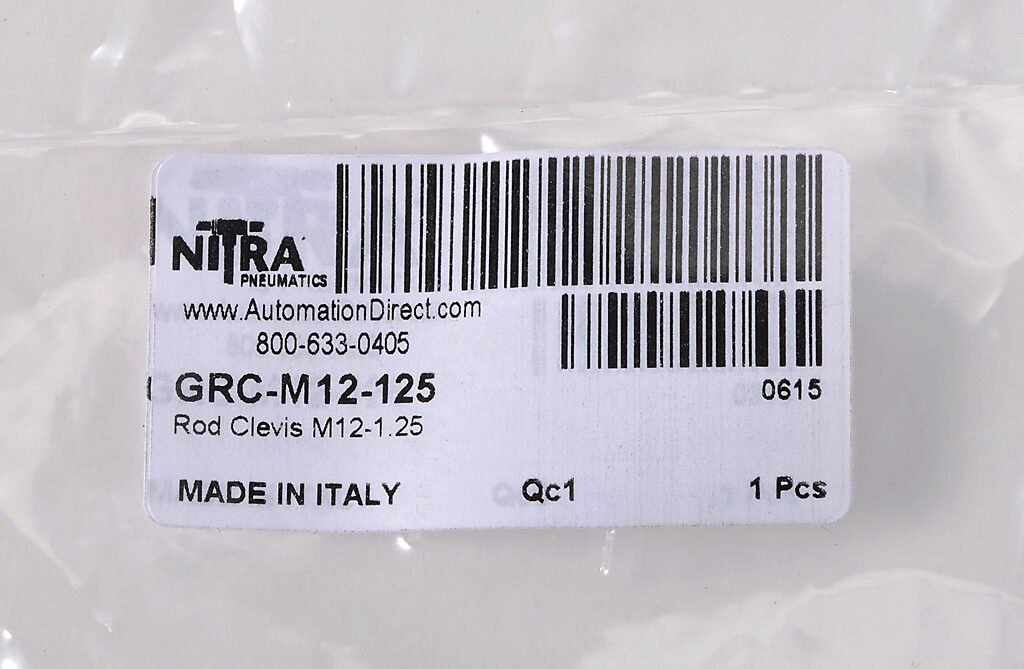 NITRA
PNEUMATICS
www.AutomationDirect.com
800-633-0405
GRC-M12-125
0615
Rod Clevis M12-1.25
MADE IN ITALY Qc1 1 Pcs